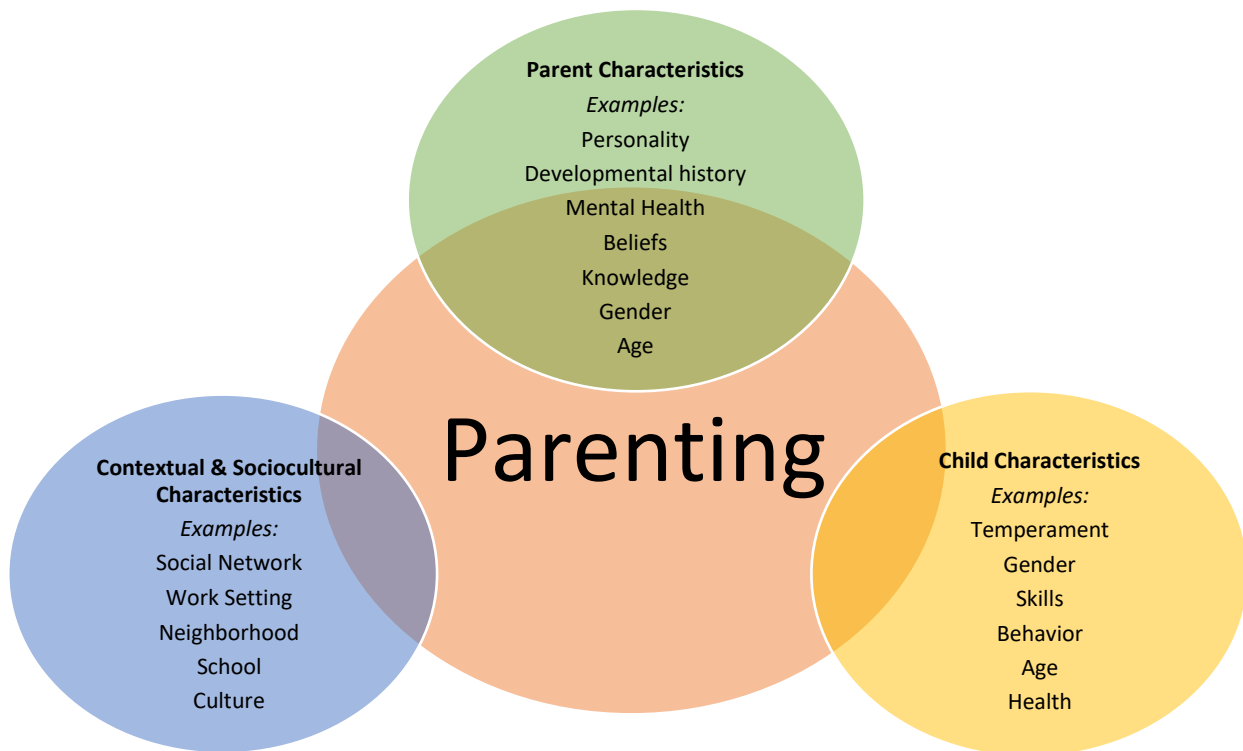 Parent Characteristics
Examples:
Personality
Developmental history
Mental Health
Beliefs
Knowledge
Gender
Age
Parenting
Contextual & Sociocultural
Characteristics
Examples:
Social Network
Work Setting
Neighborhood
School
Culture
Child Characteristics
Examples:
Temperament
Gender
Skills
Behavior
Age
Health